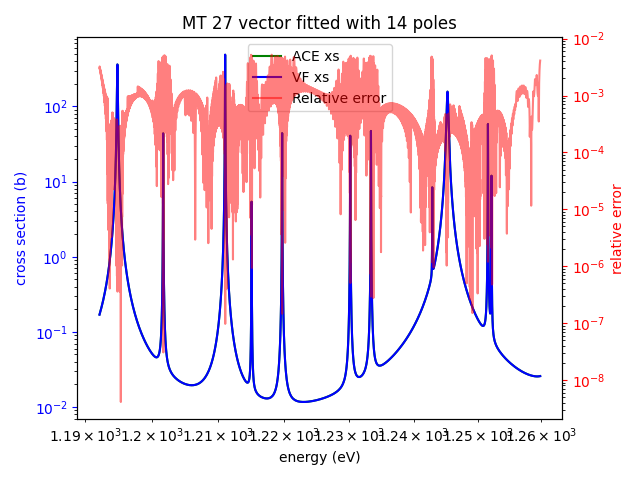 MT 27 vector fitted with 14 poles
ACE xs
VF xs
Relative error
10²
10¹
10⁰
10⁻¹
10⁻²
cross section (b)
10⁻²
10⁻³
10⁻⁴
10⁻⁵
10⁻⁶
10⁻⁷
10⁻⁸
relative error
1.19 × 10³ 1.2 × 10³ 1.21 × 10³ 1.22 × 10³ 1.23 × 10³ 1.24 × 10³ 1.25 × 10³ 1.26 × 10³
energy (eV)